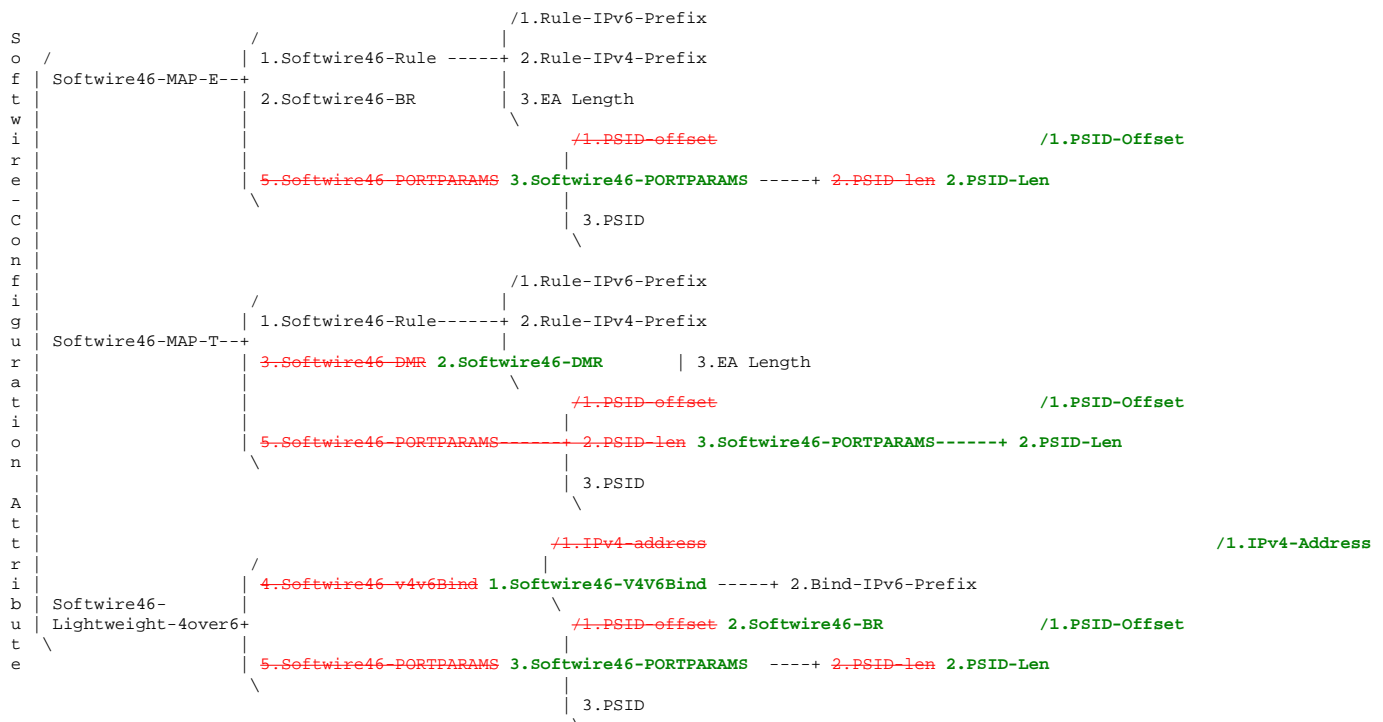 Softwire-Configuration Attribute
/1.Rule-IPv6-Prefix
1.Softwire46-Rule -----+ 2.Rule-IPv4-Prefix
Softwire46-MAP-E--+
2.Softwire46-BR | 3.EA Length
/1.PSID-offset /1.PSID-Offset
5.Softwire46-PORTPARAMS 3.Softwire46-PORTPARAMS -----+ 2.PSID-len 2.PSID-Len
3.PSID
/1.Rule-IPv6-Prefix
1.Softwire46-Rule------+ 2.Rule-IPv4-Prefix
Softwire46-MAP-T--+
3.Softwire46-DMR 2.Softwire46-DMR | 3.EA Length
/1.PSID-offset /1.PSID-Offset
5.Softwire46-PORTPARAMS------+ 2.PSID-len 3.Softwire46-PORTPARAMS------+ 2.PSID-Len
3.PSID
/1.IPv4-address /1.IPv4-Address
4.Softwire46-v4v6Bind 1.Softwire46-V4V6Bind -----+ 2.Bind-IPv6-Prefix
Softwire46-
Lightweight-4over6+ /1.PSID-offset 2.Softwire46-BR /1.PSID-Offset
5.Softwire46-PORTPARAMS 3.Softwire46-PORTPARAMS ----+ 2.PSID-len 2.PSID-Len
3.PSID